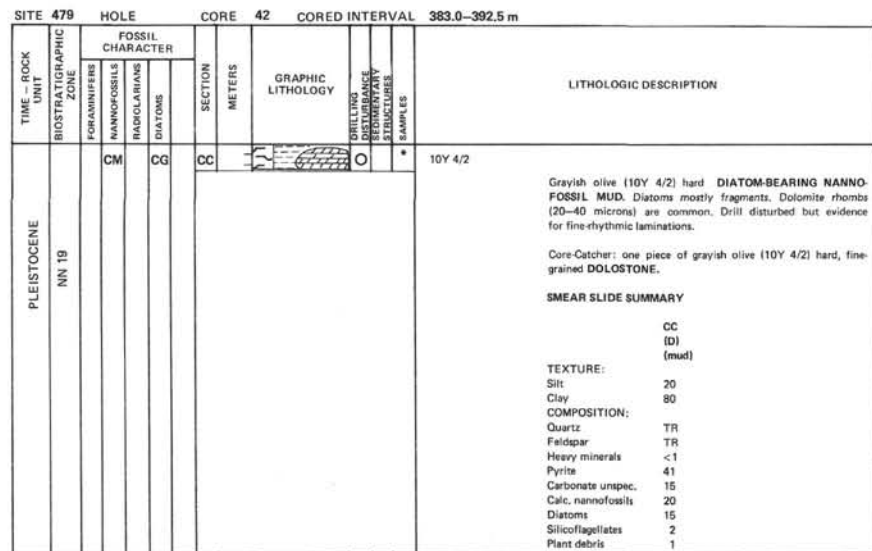 SITE 479 HOLE CORE 42 CORED INTERVAL 383.0–392.5 m
TIME – ROCK UNIT
BIOSTRATIGRAPHIC ZONE
FOSSIL CHARACTER
FORAMINIFERS
NANNOFOSSILS
RADIOLARIANS
DIATOMS
SECTION
METERS
GRAPHIC LITHOLOGY
DRILLING DISTURBANCE
SEDIMENTARY STRUCTURES
SAMPLES
LITHOLOGIC DESCRIPTION
PLEISTOCENE
NN 19
CM
CG
CC
*
10Y 4/2
Grayish olive (10Y 4/2) hard DIATOM-BEARING NANNO-
FOSSIL MUD. Diatoms mostly fragments. Dolomite rhombs
(20–40 microns) are common. Drill disturbed but evidence
for fine-rhythmic laminations.
Core-Catcher: one piece of grayish olive (10Y 4/2) hard, fine-
grained DOLOSTONE.
SMEAR SLIDE SUMMARY
CC
(D)
(mud)
TEXTURE:
Silt 20
Clay 80
COMPOSITION:
Quartz TR
Feldspar TR
Heavy minerals <1
Pyrite 41
Carbonate unspec. 15
Calc. nannofossils 20
Diatoms 15
Silicoflagellates 2
Plant debris 1